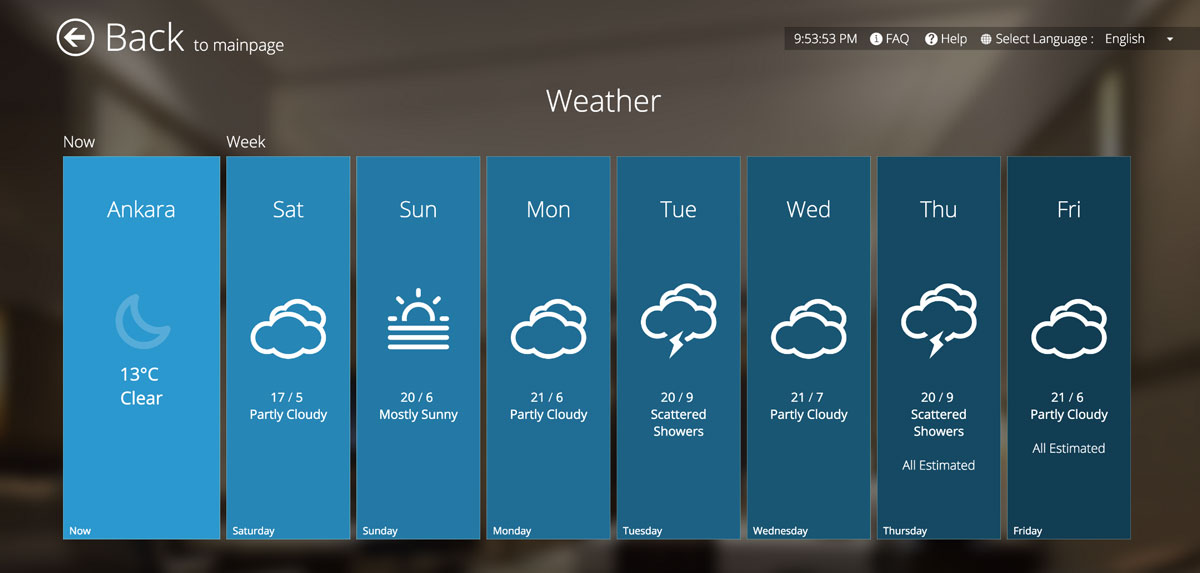 Back to mainpage
9:53:53 PM FAQ Help Select Language : English
Weather
Now
Week
Ankara
13°C
Clear
Now
Sat
17 / 5
Partly Cloudy
Saturday
Sun
20 / 6
Mostly Sunny
Sunday
Mon
21 / 6
Partly Cloudy
Monday
Tue
20 / 9
Scattered
Showers
Tuesday
Wed
21 / 7
Partly Cloudy
Wednesday
Thu
20 / 9
Scattered
Showers
All Estimated
Thursday
Fri
21 / 6
Partly Cloudy
All Estimated
Friday